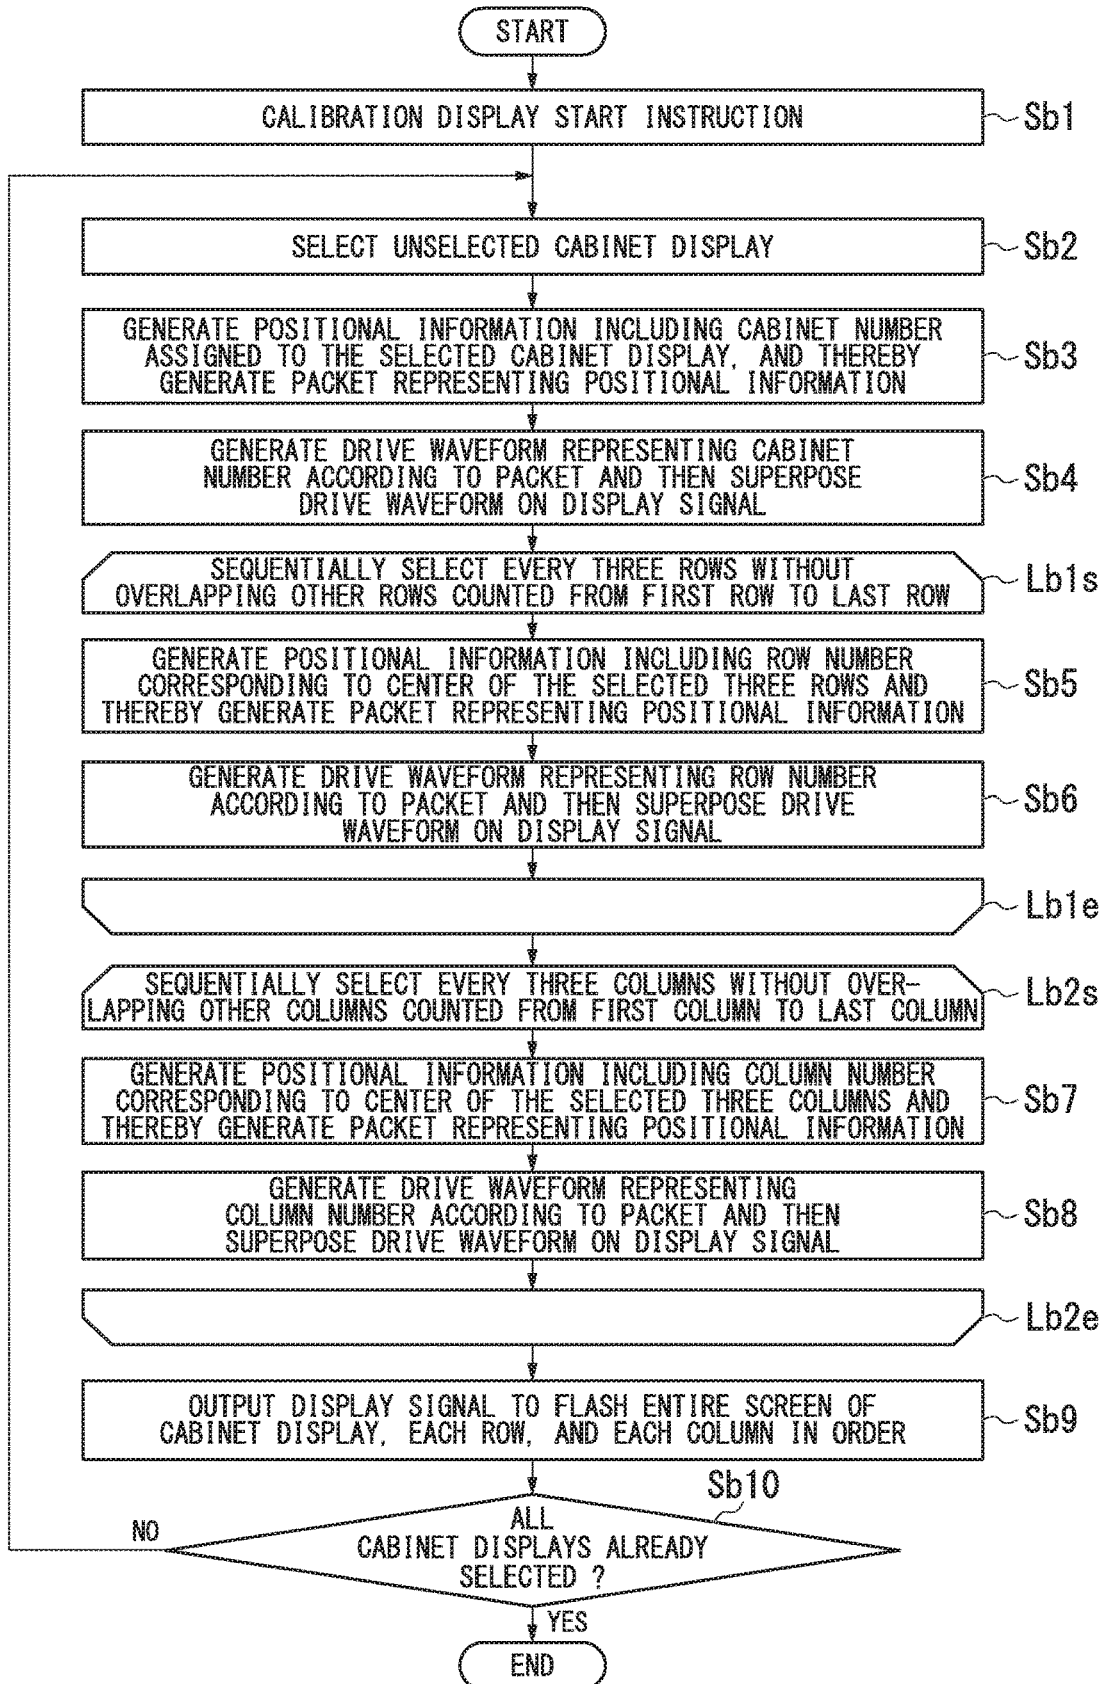 START
CALIBRATION DISPLAY START INSTRUCTION
Sb1
SELECT UNSELECTED CABINET DISPLAY
Sb2
GENERATE POSITIONAL INFORMATION INCLUDING CABINET NUMBER
ASSIGNED TO THE SELECTED CABINET DISPLAY, AND THEREBY
GENERATE PACKET REPRESENTING POSITIONAL INFORMATION
Sb3
GENERATE DRIVE WAVEFORM REPRESENTING CABINET
NUMBER ACCORDING TO PACKET AND THEN SUPERPOSE
DRIVE WAVEFORM ON DISPLAY SIGNAL
Sb4
SEQUENTIALLY SELECT EVERY THREE ROWS WITHOUT
OVERLAPPING OTHER ROWS COUNTED FROM FIRST ROW TO LAST ROW
Lb1s
GENERATE POSITIONAL INFORMATION INCLUDING ROW NUMBER
CORRESPONDING TO CENTER OF THE SELECTED THREE ROWS AND
THEREBY GENERATE PACKET REPRESENTING POSITIONAL INFORMATION
Sb5
GENERATE DRIVE WAVEFORM REPRESENTING ROW NUMBER
ACCORDING TO PACKET AND THEN SUPERPOSE DRIVE
WAVEFORM ON DISPLAY SIGNAL
Sb6
Lb1e
SEQUENTIALLY SELECT EVERY THREE COLUMNS WITHOUT OVER-
LAPPING OTHER COLUMNS COUNTED FROM FIRST COLUMN TO LAST COLUMN
Lb2s
GENERATE POSITIONAL INFORMATION INCLUDING COLUMN NUMBER
CORRESPONDING TO CENTER OF THE SELECTED THREE COLUMNS AND
THEREBY GENERATE PACKET REPRESENTING POSITIONAL INFORMATION
Sb7
GENERATE DRIVE WAVEFORM REPRESENTING
COLUMN NUMBER ACCORDING TO PACKET AND THEN
SUPERPOSE DRIVE WAVEFORM ON DISPLAY SIGNAL
Sb8
Lb2e
OUTPUT DISPLAY SIGNAL TO FLASH ENTIRE SCREEN OF
CABINET DISPLAY, EACH ROW, AND EACH COLUMN IN ORDER
Sb9
Sb10
ALL
CABINET DISPLAYS ALREADY
SELECTED ?
NO
YES
END